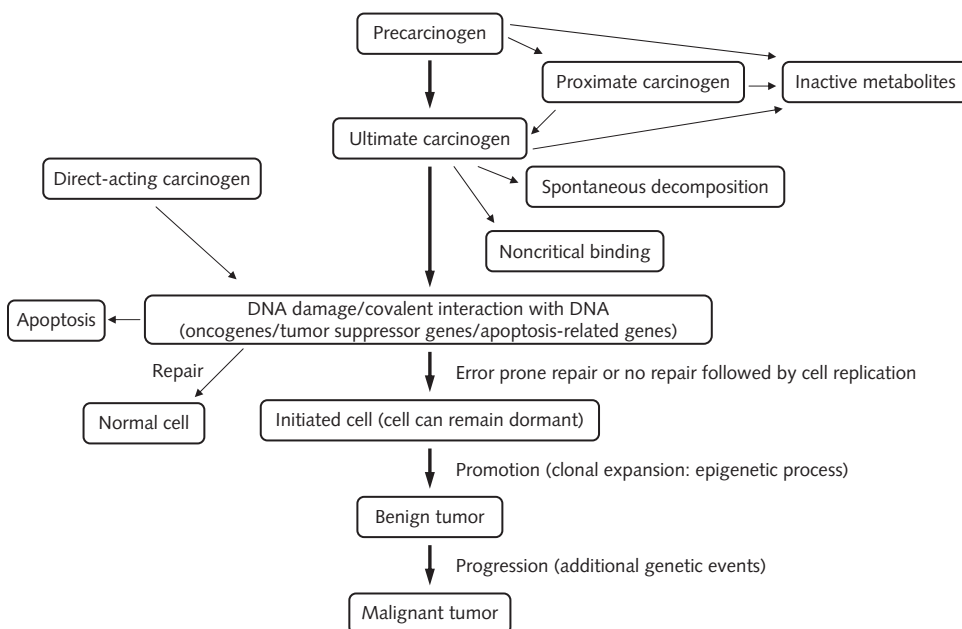 Precarcinogen
Proximate carcinogen
Inactive metabolites
Ultimate carcinogen
Direct-acting carcinogen
Spontaneous decomposition
Noncritical binding
Apoptosis
DNA damage/covalent interaction with DNA
(oncogenes/tumor suppressor genes/apoptosis-related genes)
Repair
Error prone repair or no repair followed by cell replication
Normal cell
Initiated cell (cell can remain dormant)
Promotion (clonal expansion: epigenetic process)
Benign tumor
Progression (additional genetic events)
Malignant tumor